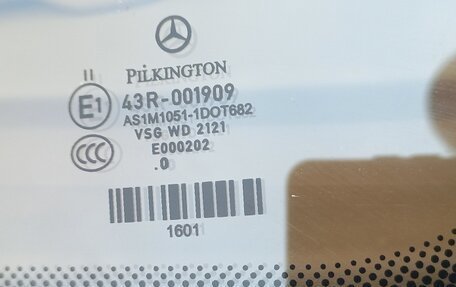 PILKINGTON
II
E1
43R-001909
AS1M1051-1DOT682
VSG WD 2121
CCC
E000202
.0
1601